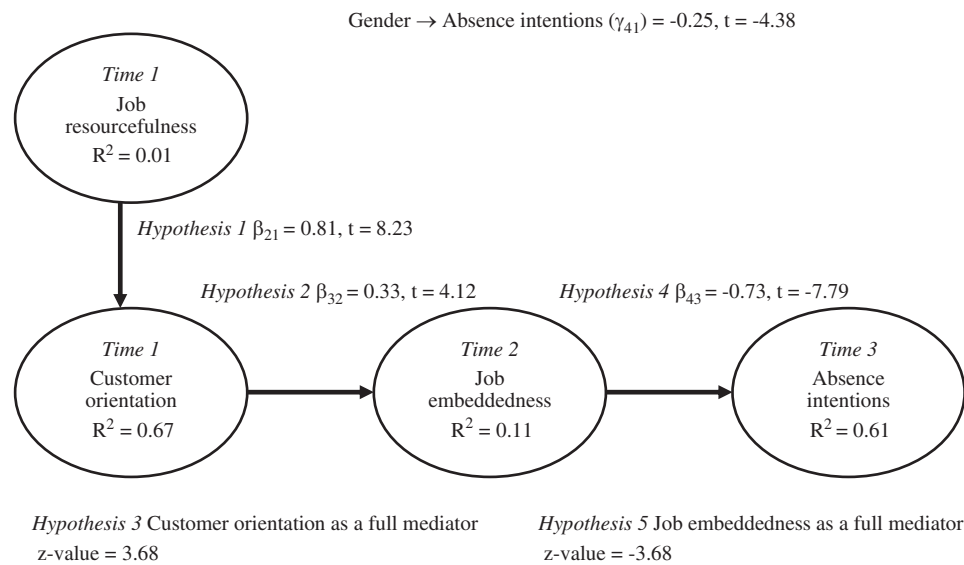 Gender → Absence intentions (γ41) = -0.25, t = -4.38
Time 1
Job
resourcefulness
R² = 0.01
Hypothesis 1 β21 = 0.81, t = 8.23
Hypothesis 2 β32 = 0.33, t = 4.12
Hypothesis 4 β43 = -0.73, t = -7.79
Time 1
Customer
orientation
R² = 0.67
Time 2
Job
embeddedness
R² = 0.11
Time 3
Absence
intentions
R² = 0.61
Hypothesis 3 Customer orientation as a full mediator
z-value = 3.68
Hypothesis 5 Job embeddedness as a full mediator
z-value = -3.68